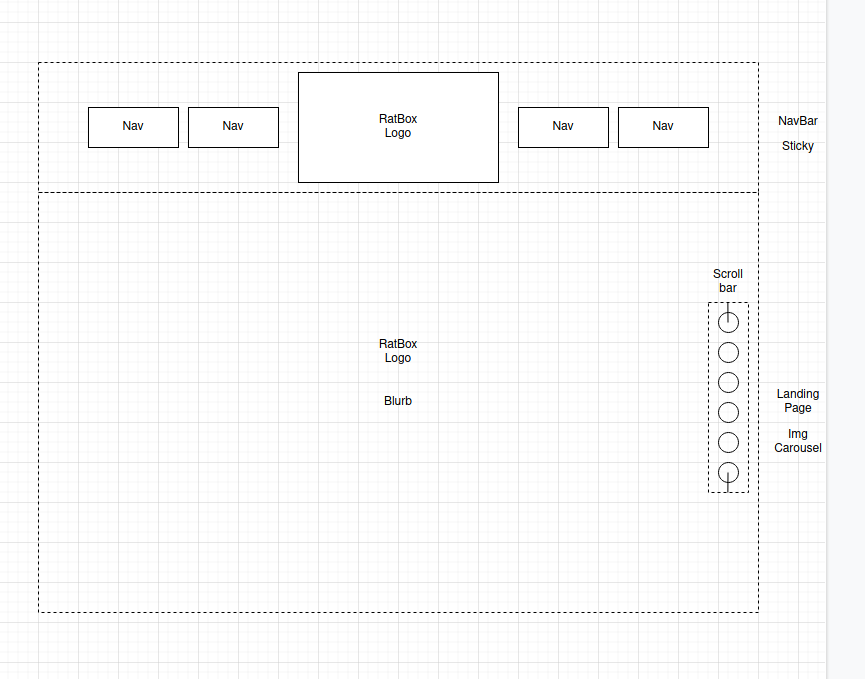 Nav
Nav
RatBox
Logo
Nav
Nav
NavBar
Sticky
Scroll
bar
RatBox
Logo
Blurb
Landing
Page
Img
Carousel